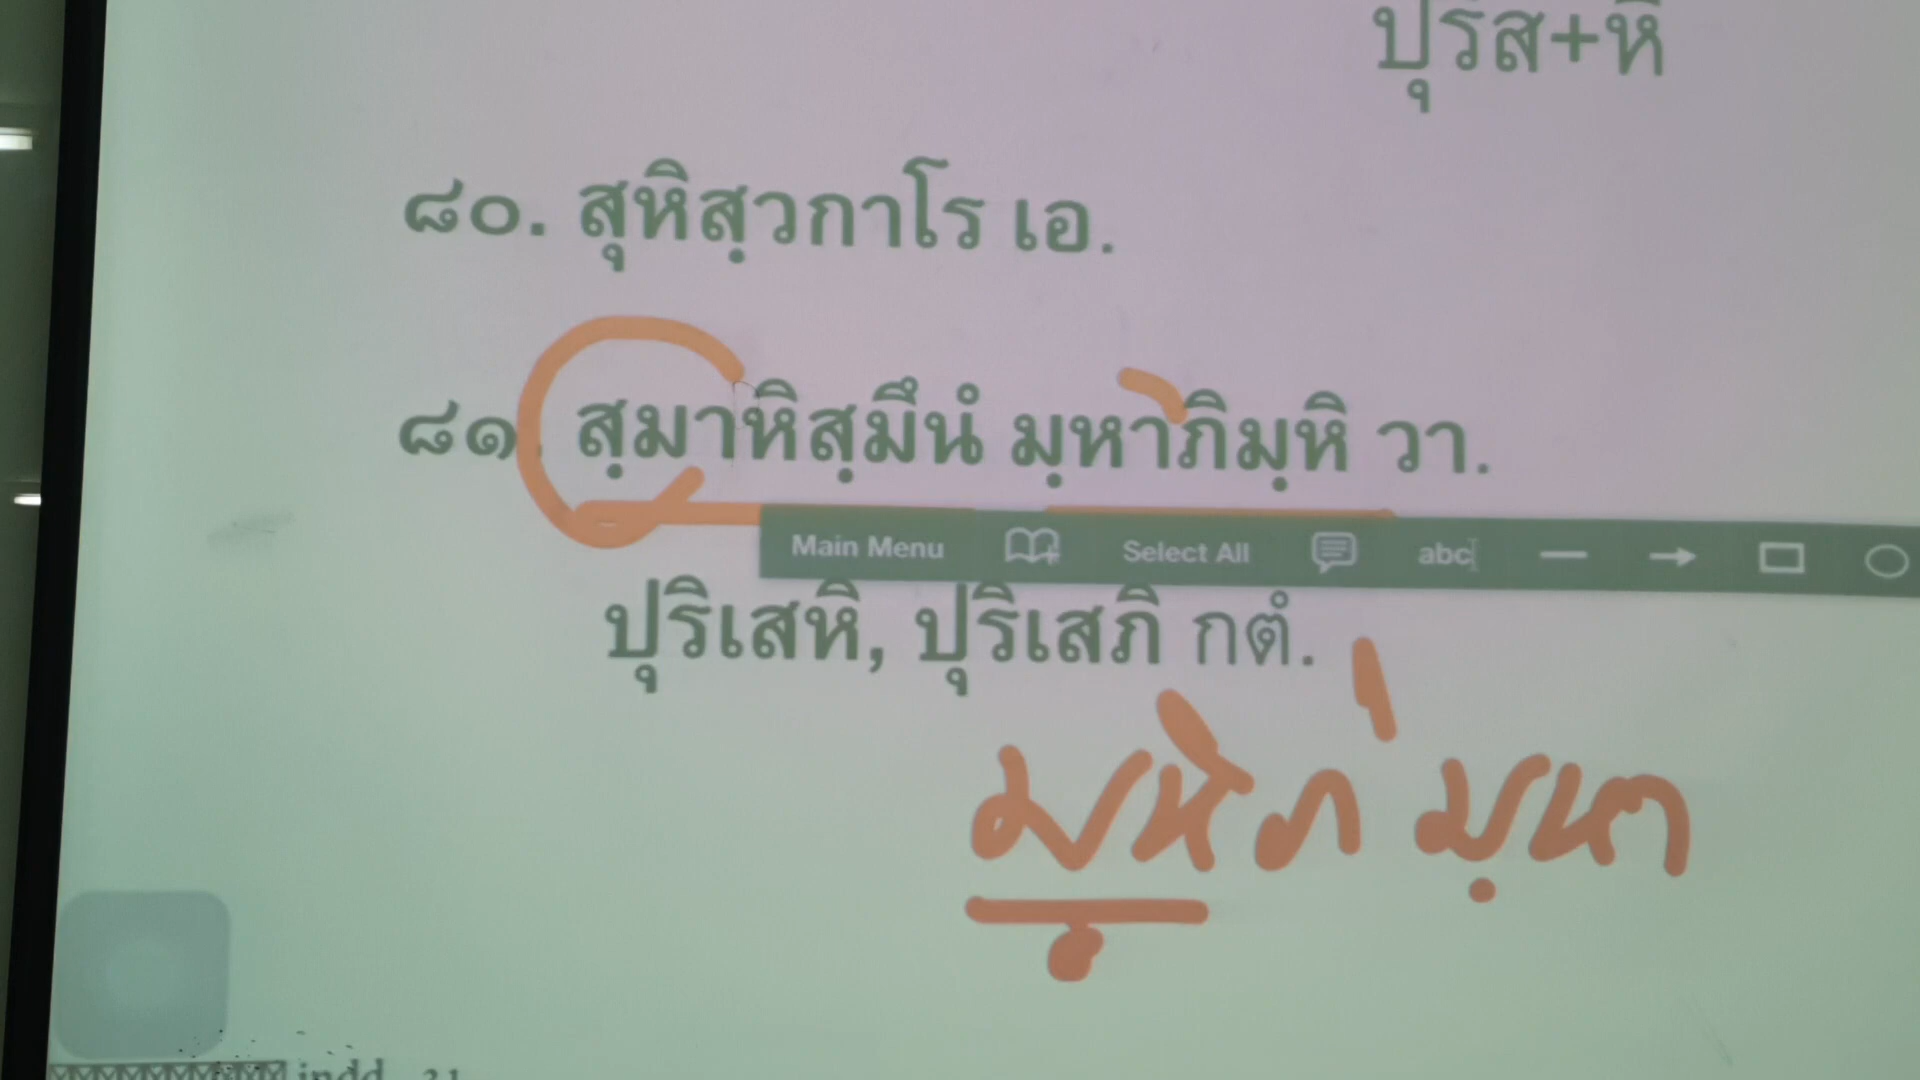 ปุริส+หิ
๘๐. สุหิสฺวกาโร เอ.
๘๑. สฺมาหิสฺมึนํ มฺหาภิมฺหิ วา.
Main Menu Select All abc
ปุริเสหิ, ปุริเสภิ กตํ.
มฺหิ ภิ มฺหา
indd 31